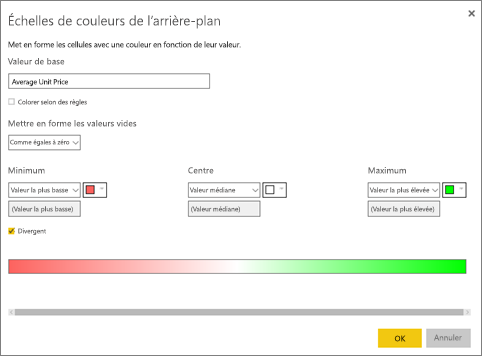 Échelles de couleurs de l'arrière-plan
Met en forme les cellules avec une couleur en fonction de leur valeur.
Valeur de base
Average Unit Price
Colorer selon des règles
Mettre en forme les valeurs vides
Comme égales à zéro
Minimum Centre Maximum
Valeur la plus basse Valeur médiane Valeur la plus élevée
(Valeur la plus basse) (Valeur médiane) (Valeur la plus élevée)
Divergent
OK Annuler